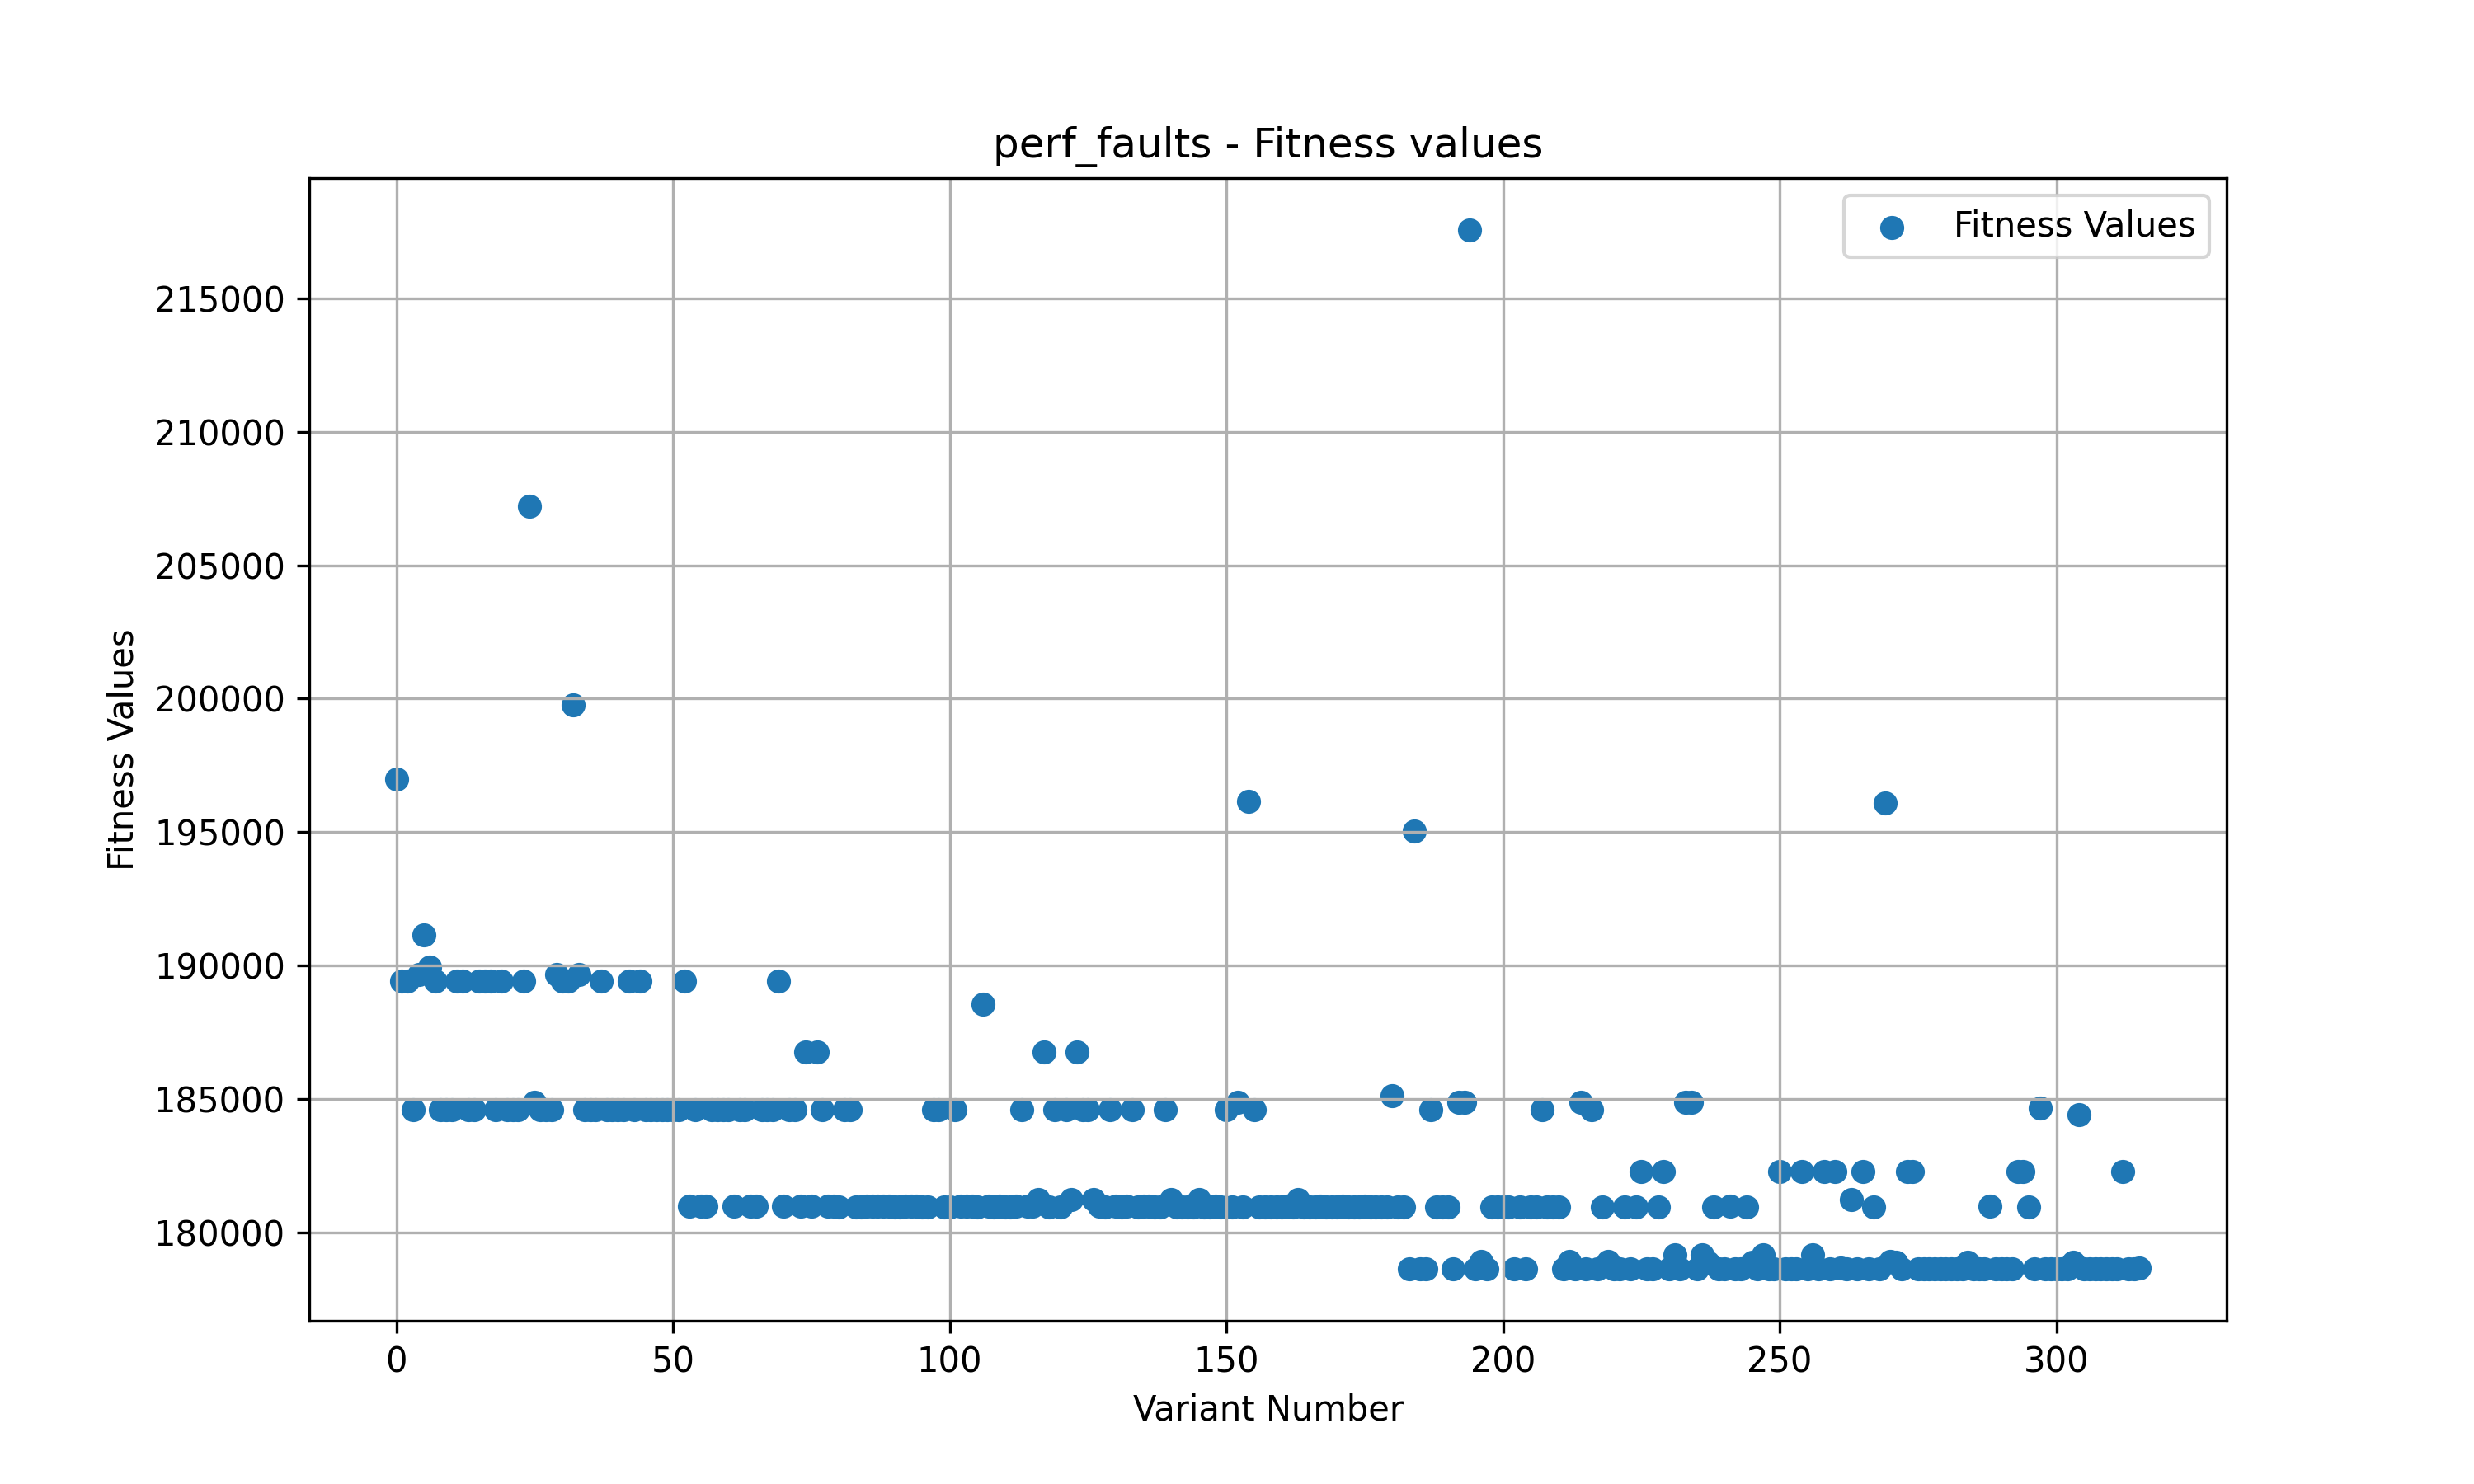 perf_faults - Fitness values
Fitness Values
215000
210000
205000
200000
195000
190000
185000
180000
Fitness Values
0 50 100 150 200 250 300
Variant Number